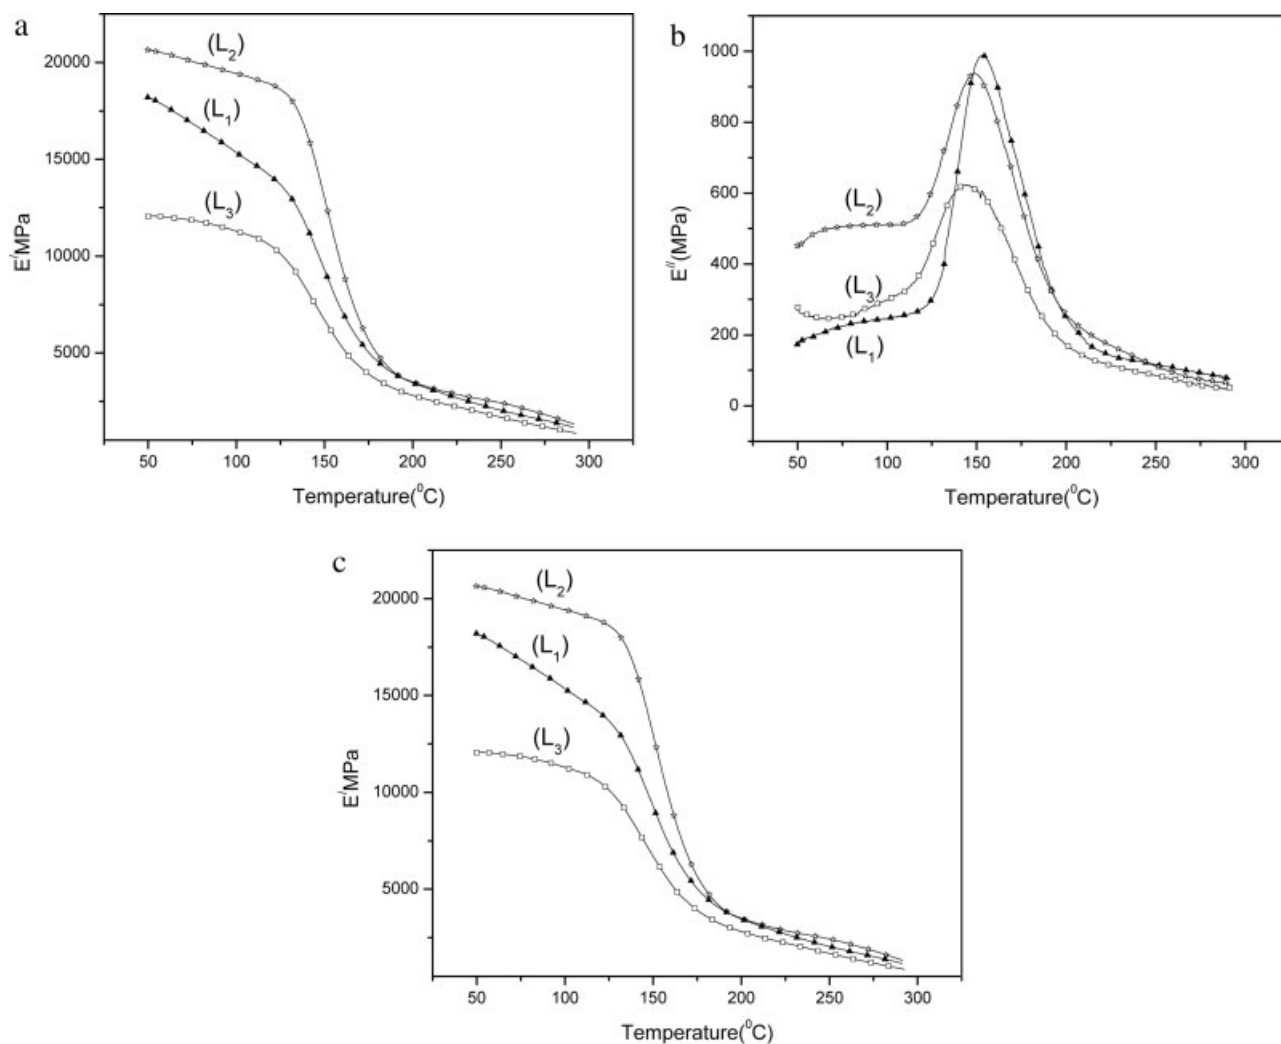 a
(L₂)
(L₁)
(L₃)
20000
15000
10000
5000
E^/MPa
50
100
150
200
250
300
Temperature(⁰C)
b
(L₂)
(L₃)
(L₁)
1000
800
600
400
200
0
E^//(MPa)
50
100
150
200
250
300
Temperature(⁰C)
c
(L₂)
(L₁)
(L₃)
20000
15000
10000
5000
E^/MPa
50
100
150
200
250
300
Temperature(⁰C)